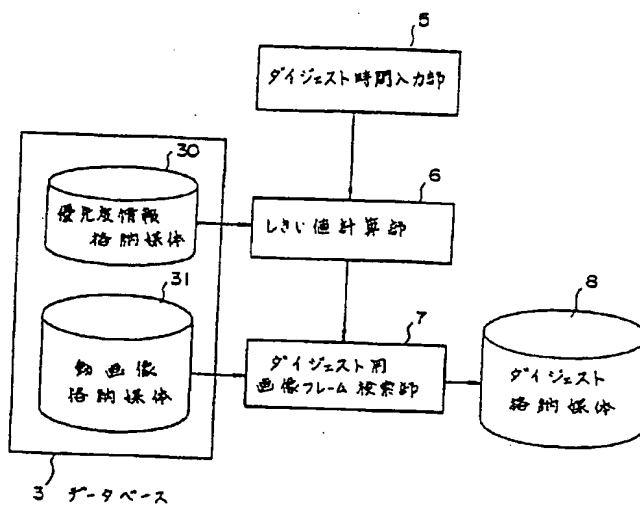 5
ダイジェスト時間入力部
30
6
優先度情報
格納媒体
しきい値計算部
31
7
8
動画像
格納媒体
ダイジェスト用
画像フレーム検索部
ダイジェスト
格納媒体
3 データベース